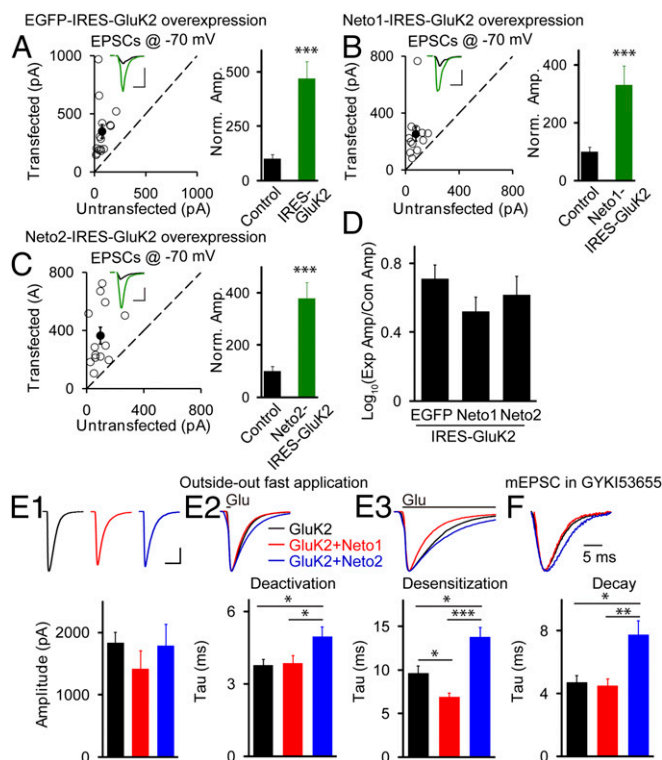 EGFP-IRES-GluK2 overexpression
A
EPSCs @ -70 mV
Transfected (pA)
1000
500
0
0 500 1000
Untransfected (pA)
Norm. Amp.
500
250
0
***
Control
IRES-
GluK2
Neto1-IRES-GluK2 overexpression
B
EPSCs @ -70 mV
Transfected (pA)
800
400
0
0 400 800
Untransfected (pA)
Norm. Amp.
400
200
0
***
Control
Neto1-
IRES-GluK2
Neto2-IRES-GluK2 overexpression
C
EPSCs @ -70 mV
Transfected (A)
800
400
0
0 400 800
Untransfected (pA)
Norm. Amp.
400
200
0
***
Control
Neto2-
IRES-GluK2
D
Log10(Exp Amp/Con Amp)
0.8
0.4
0
EGFP Neto1 Neto2
IRES-GluK2
Outside-out fast application
mEPSC in GYKI53655
E1
E2
Glu
E3
Glu
F
GluK2
GluK2+Neto1
GluK2+Neto2
5 ms
Amplitude (pA)
2000
1000
0
Deactivation
Tau (ms)
6
3
0
*
*
Desensitization
Tau (ms)
15
10
5
0
*
***
*
Decay
Tau (ms)
8
4
0
*
**